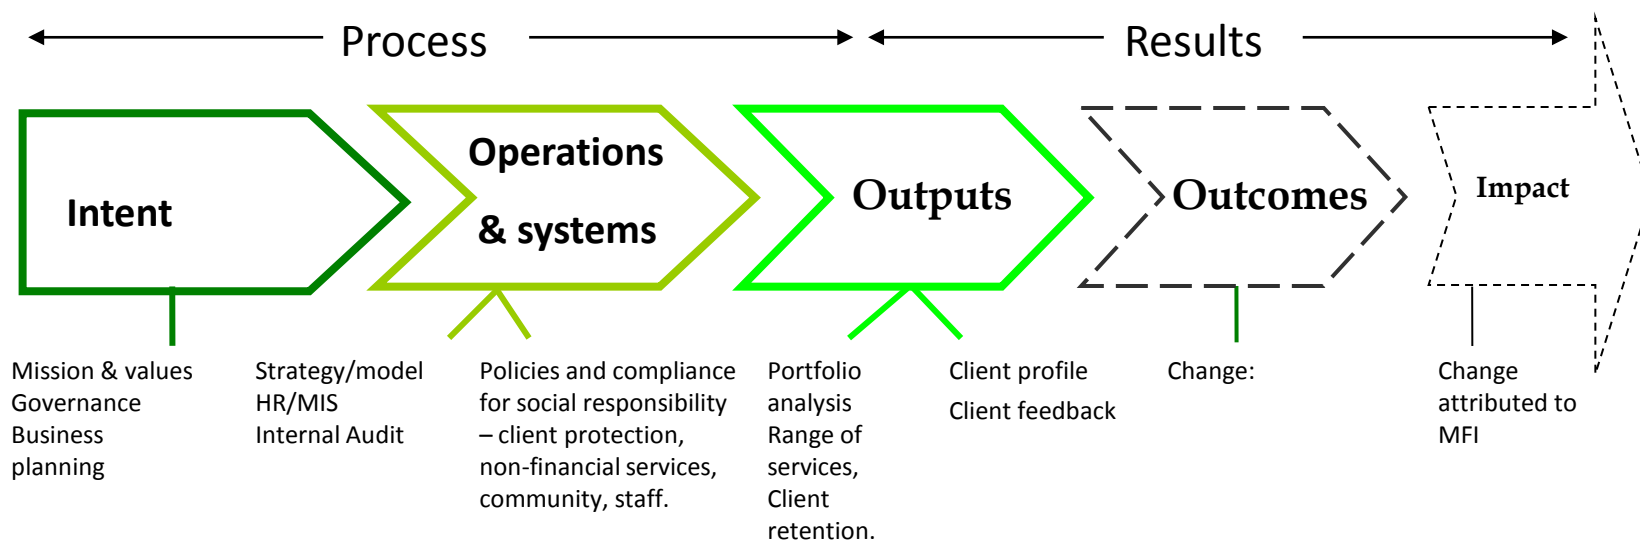 Process
Results
Intent
Operations
& systems
Outputs
Outcomes
Impact
Mission & values
Governance
Business
planning
Strategy/model
HR/MIS
Internal Audit
Policies and compliance
for social responsibility
– client protection,
non-financial services,
community, staff.
Portfolio
analysis
Range of
services,
Client
retention.
Client profile
Client feedback
Change:
Change
attributed to
MFI